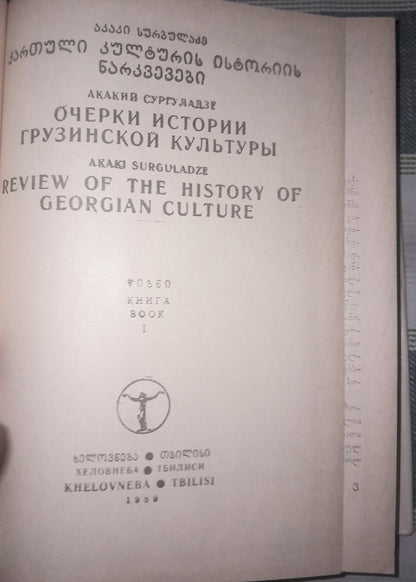 აკაკი სურგულაძე
ქართული კულტურის ისტორიის
ნარკვევები
АКАКИЙ СУРГУЛАДЗЕ
ОЧЕРКИ ИСТОРИИ
ГРУЗИНСКОЙ КУЛЬТУРЫ
AKAKI SURGULADZE
REVIEW OF THE HISTORY OF
GEORGIAN CULTURE
წიგნი
КНИГА
BOOK
I
ხელოვნება ● თბილისი
ХЕЛОВНЕБА ● ТБИЛИСИ
KHELOVNEBA ● TBILISI
1989
3